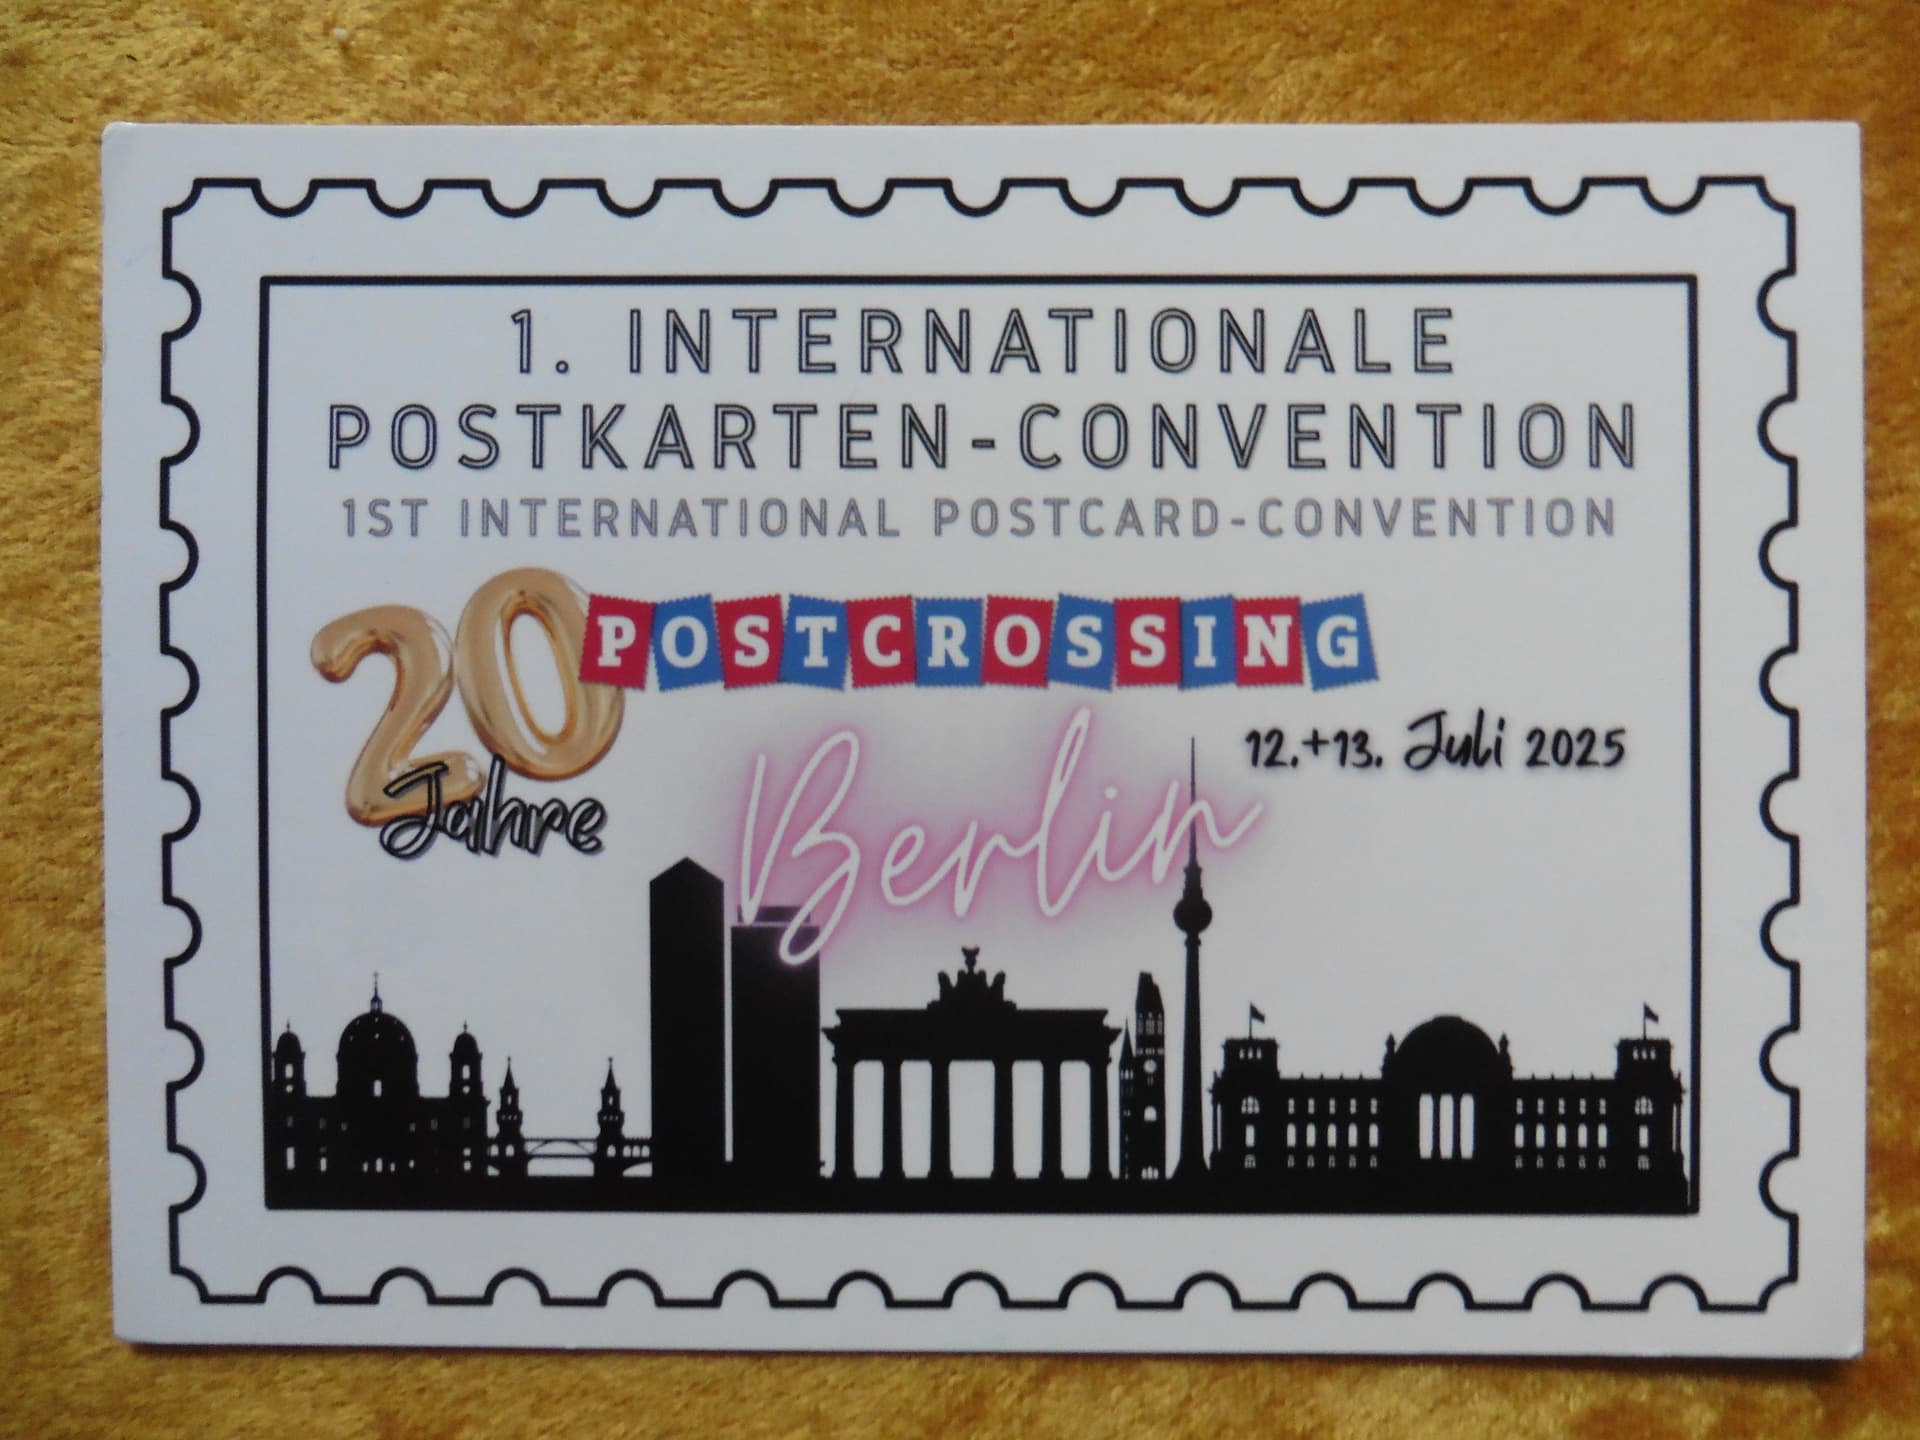 1. INTERNATIONALE
POSTKARTEN-CONVENTION
1ST INTERNATIONAL POSTCARD-CONVENTION
20 POSTCROSSING
Jahre
Berlin
12.+13. Juli 2025